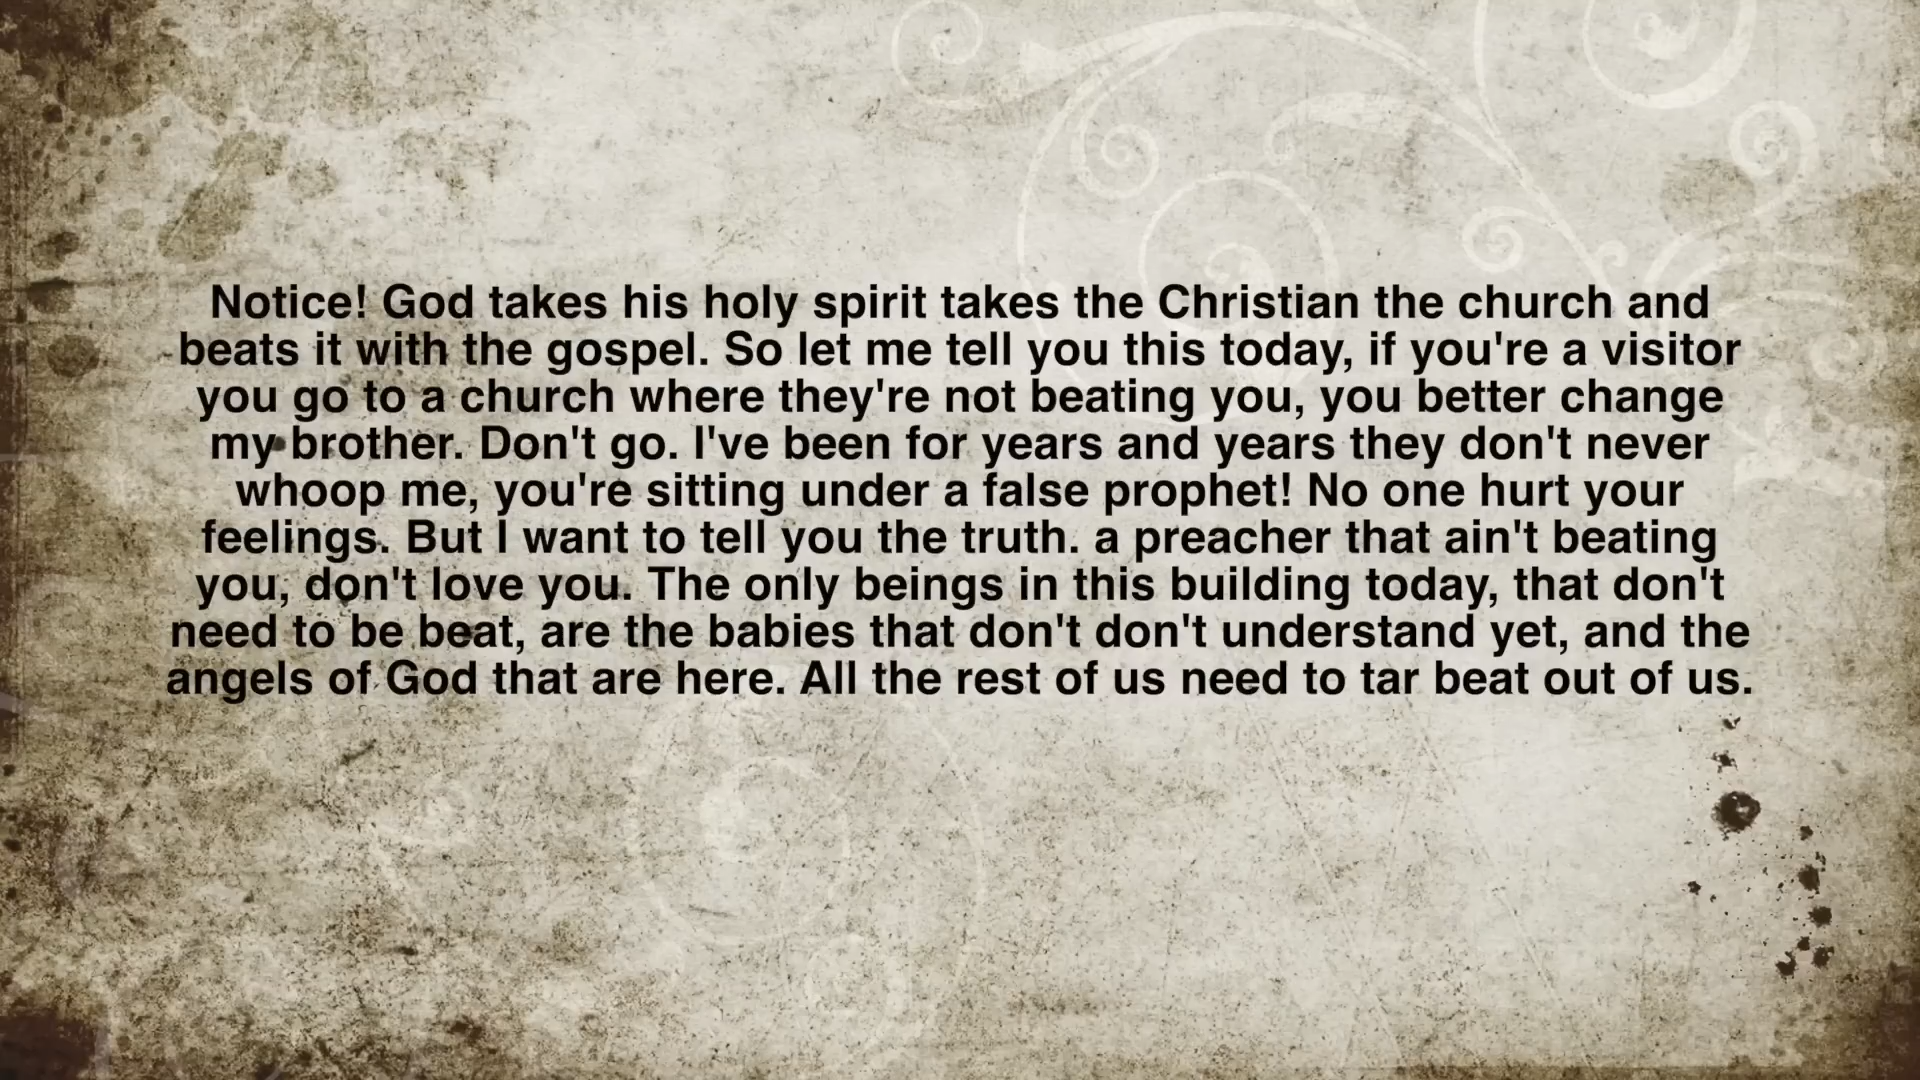 Notice! God takes his holy spirit takes the Christian the church and
beats it with the gospel. So let me tell you this today, if you're a visitor
you go to a church where they're not beating you, you better change
my brother. Don't go. I've been for years and years they don't never
whoop me, you're sitting under a false prophet! No one hurt your
feelings. But I want to tell you the truth. a preacher that ain't beating
you, don't love you. The only beings in this building today, that don't
need to be beat, are the babies that don't don't understand yet, and the
angels of God that are here. All the rest of us need to tar beat out of us.